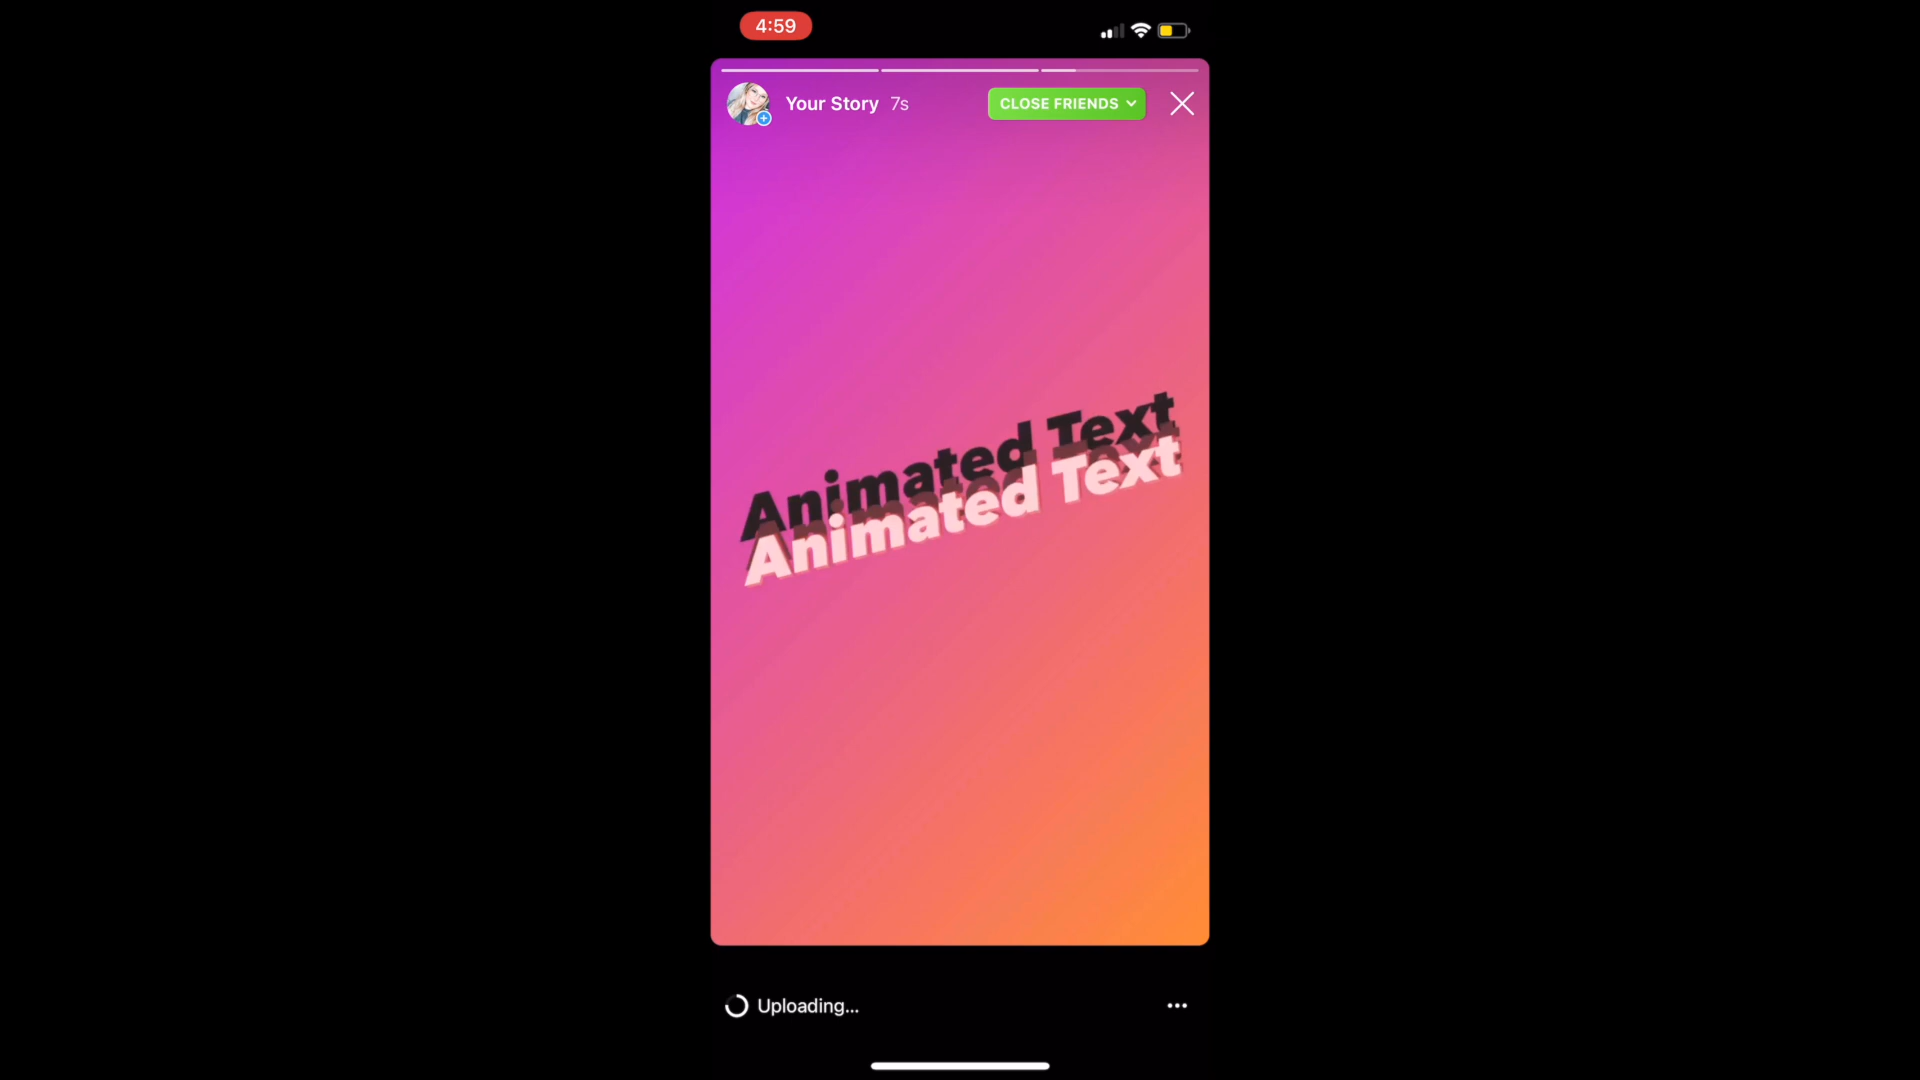 4:59
Your Story 7s
CLOSE FRIENDS
Animated Text
Animated Text
Uploading...